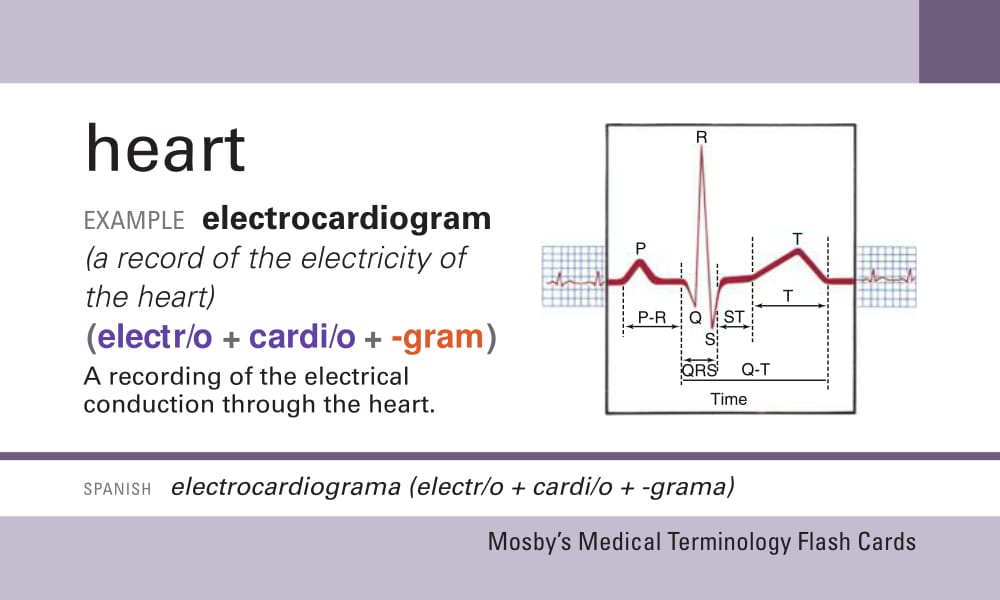 heart
EXAMPLE electrocardiogram
(a record of the electricity of
the heart)
(electr/o + cardi/o + -gram)
A recording of the electrical
conduction through the heart.
R
P
T
T
P-R
Q
ST
S
QRS
Q-T
Time
SPANISH electrocardiograma (electr/o + cardi/o + -grama)
Mosby's Medical Terminology Flash Cards